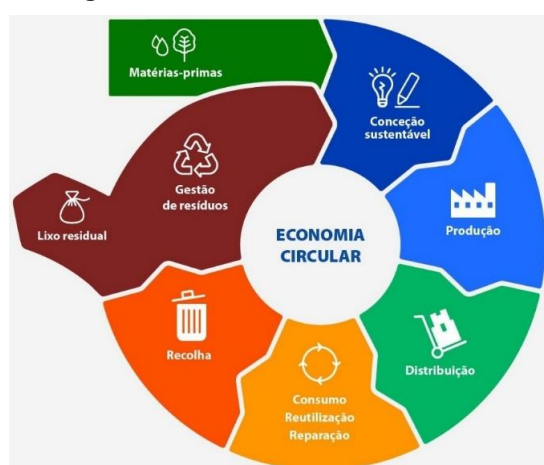 Matérias-primas
Conceção
sustentável
Produção
Distribuição
Consumo
Reutilização
Reparação
Recolha
Gestão
de resíduos
Lixo residual
ECONOMIA
CIRCULAR